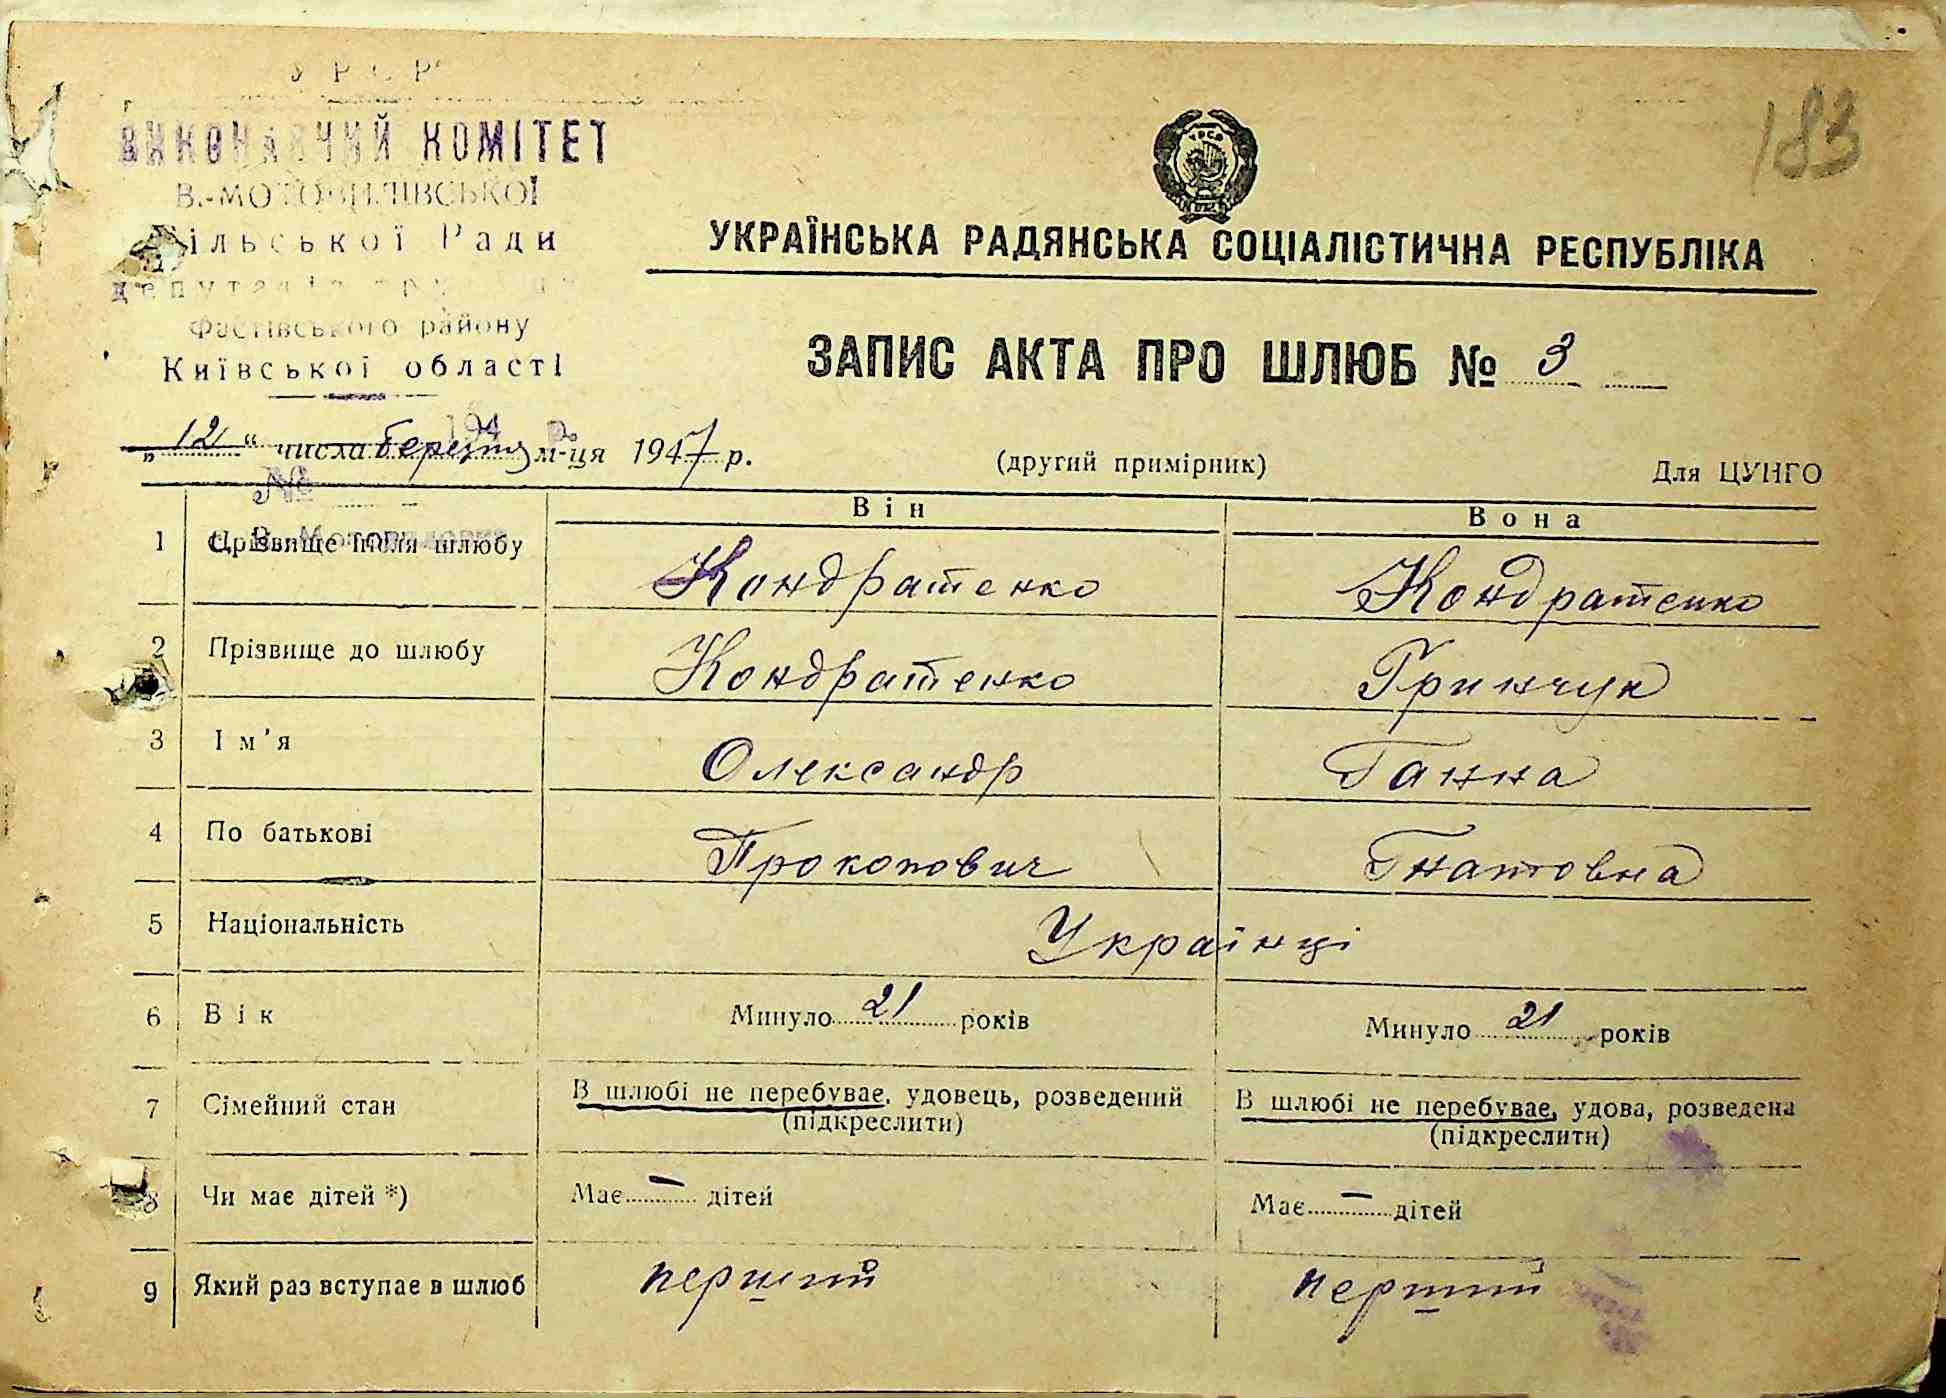 УРСР
183
ВИКОНАВЧИЙ КОМІТЕТ
В.-МОТОВИЛІВСЬКОЇ
Сільської Ради
депутатів
Фастівського району
Київської області
194 р.
№
УКРАЇНСЬКА РАДЯНСЬКА СОЦІАЛІСТИЧНА РЕСПУБЛІКА
ЗАПИС АКТА ПРО ШЛЮБ № 3
„12“ числа березня м-ця 1947 р.
(другий примірник)
Для ЦУНГО
Він Вона
1 Прізвище після шлюбу Кондратенко Кондратенко
2 Прізвище до шлюбу Кондратенко Гринчук
3 Ім'я Олександр Ганна
4 По батькові Прокопович Гнатовна
5 Національність Українці
6 Вік Минуло 21 років Минуло 21 років
7 Сімейний стан В шлюбі не перебуває, удовець, розведений (підкреслити) В шлюбі не перебуває, удова, розведена (підкреслити)
8 Чи має дітей *) Має — дітей Має — дітей
9 Який раз вступає в шлюб перший перший